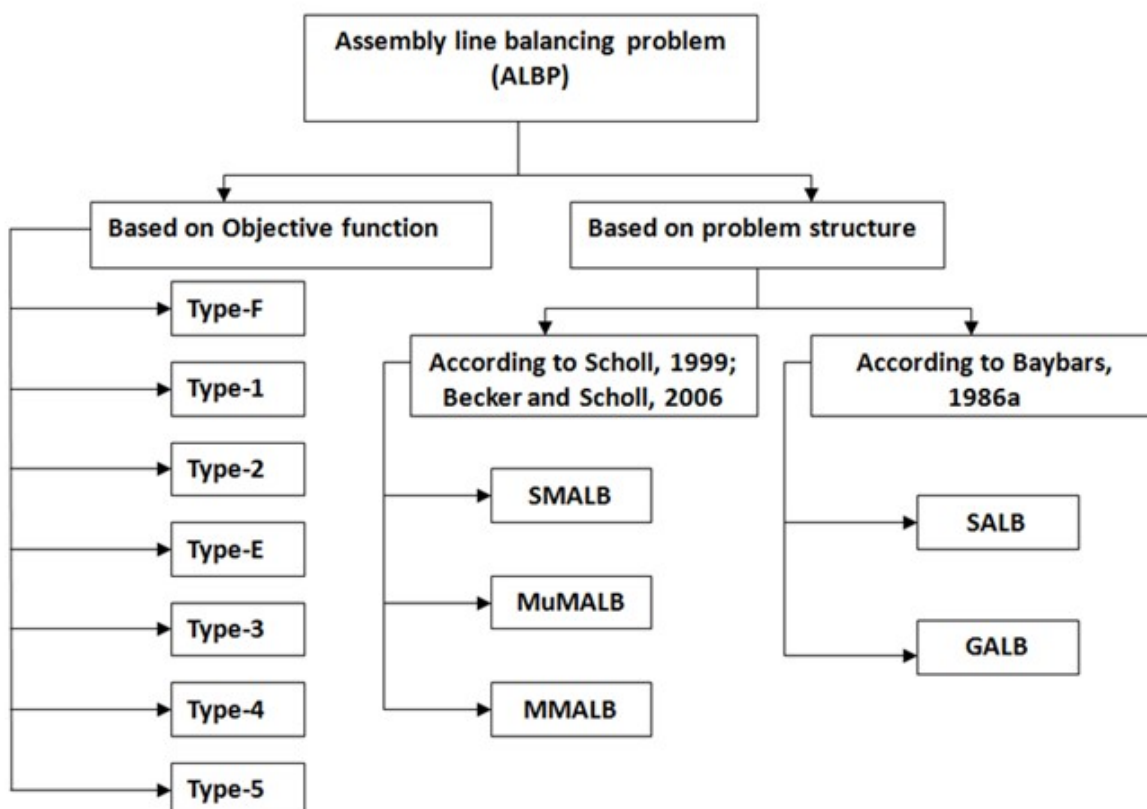 Assembly line balancing problem
(ALBP)
Based on Objective function
Based on problem structure
Type-F
Type-1
Type-2
Type-E
Type-3
Type-4
Type-5
According to Scholl, 1999;
Becker and Scholl, 2006
SMALB
MuMALB
MMALB
According to Baybars,
1986a
SALB
GALB